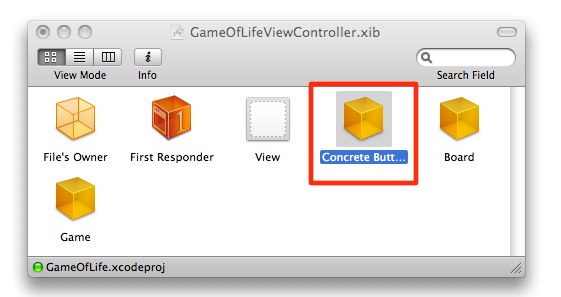 GameOfLifeViewController.xib
View Mode
Info
Search Field
File's Owner
First Responder
View
Concrete Butt...
Board
Game
GameOfLife.xcodeproj